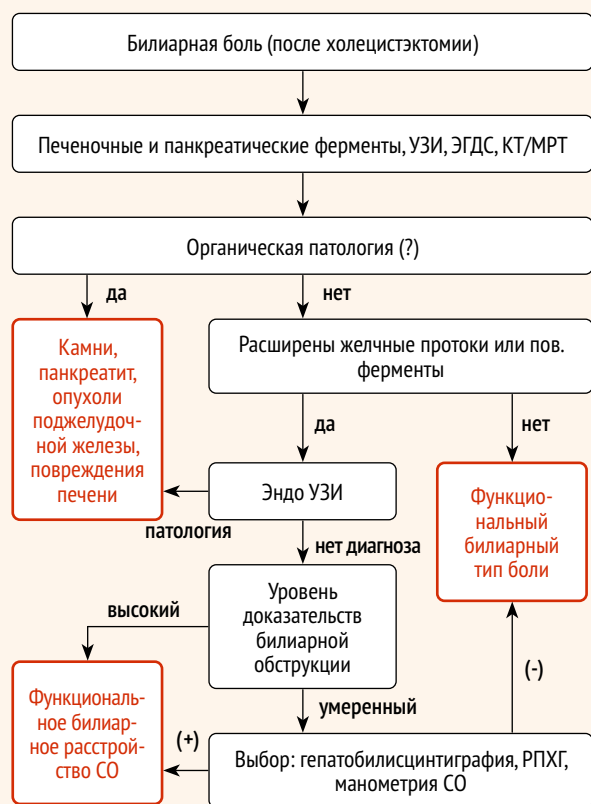 Билиарная боль (после холецистэктомии)
Печеночные и панкреатические ферменты, УЗИ, ЭГДС, КТ/МРТ
Органическая патология (?)
да
нет
Камни,
панкреатит,
опухоли
поджелудоч-
ной железы,
повреждения
печени
Расширены желчные протоки или пов.
ферменты
да
нет
Эндо УЗИ
патология
Функцио-
нальный
билиарный
тип боли
нет диагноза
высокий
Уровень
доказательств
билиарной
обструкции
(-)
умеренный
Функциональ-
ное билиар-
ное расстрой-
ство СО
(+)
Выбор: гепатобилисцинтиграфия, РПХГ,
манометрия СО